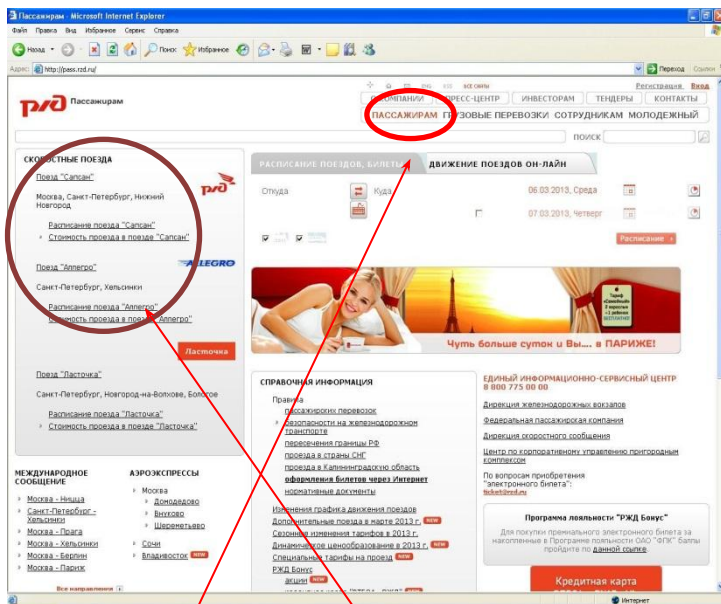 Пассажирам - Microsoft Internet Explorer
Файл Правка Вид Избранное Сервис Справка
Назад Поиск Избранное
Адрес: http://pass.rzd.ru/ Переход Ссылки
Регистрация Вход
РЖД Пассажирам
О КОМПАНИИ ПРЕСС-ЦЕНТР ИНВЕСТОРАМ ТЕНДЕРЫ КОНТАКТЫ
ПАССАЖИРАМ ГРУЗОВЫЕ ПЕРЕВОЗКИ СОТРУДНИКАМ МОЛОДЕЖНЫЙ
ПОИСК
СКОРОСТНЫЕ ПОЕЗДА
Поезд "Сапсан"
РЖД
Москва, Санкт-Петербург, Нижний
Новгород
Расписание поезда "Сапсан"
Стоимость проезда в поезде "Сапсан"
Поезд "Аллегро"
ALLEGRO
Санкт-Петербург, Хельсинки
Расписание поезда "Аллегро"
Стоимость проезда в поезде "Аллегро"
Ласточка
Поезд "Ласточка"
Санкт-Петербург, Новгород-на-Волхове, Бологое
Расписание поезда "Ласточка"
Стоимость проезда в поезде "Ласточка"
МЕЖДУНАРОДНОЕ
СООБЩЕНИЕ
Москва - Ницца
Санкт-Петербург -
Хельсинки
Москва - Прага
Москва - Хельсинки
Москва - Берлин
Москва - Париж
Все направления
АЭРОЭКСПРЕССЫ
Москва
Домодедово
Внуково
Шереметьево
Сочи
Владивосток NEW
РАСПИСАНИЕ ПОЕЗДОВ, БИЛЕТЫ ДВИЖЕНИЕ ПОЕЗДОВ ОН-ЛАЙН
Откуда Куда 06.03.2013, Среда
07.03.2013, Четверг
Расписание
Тариф
«Семейный»
2 взрослых
+1 ребенок
БЕСПЛАТНО!
Чуть больше суток и Вы.... в ПАРИЖЕ!
СПРАВОЧНАЯ ИНФОРМАЦИЯ
Правила
пассажирских перевозок
безопасности на железнодорожном
транспорте
пересечения границы РФ
проезда в страны СНГ
проезда в Калининградскую область
оформления билетов через Интернет
нормативные документы
Изменения графика движения поездов
Дополнительные поезда в марте 2013 г. NEW
Сезонные изменения тарифов в 2013 г.
Динамическое ценообразование в 2013 г. NEW
Специальные тарифы на проезд NEW
РЖД Бонус
акции NEW
ЕДИНЫЙ ИНФОРМАЦИОННО-СЕРВИСНЫЙ ЦЕНТР
8 800 775 00 00
Дирекция железнодорожных вокзалов
Федеральная пассажирская компания
Дирекция скоростного сообщения
Центр по корпоративному управлению пригородным
комплексом
По вопросам приобретения
"электронного билета":
ticket@rzd.ru
Программа лояльности "РЖД Бонус"
Для покупки премиального электронного билета за
накопленные в Программе лояльности ОАО "ФПК" баллы
пройдите по данной ссылке.
Кредитная карта
Интернет